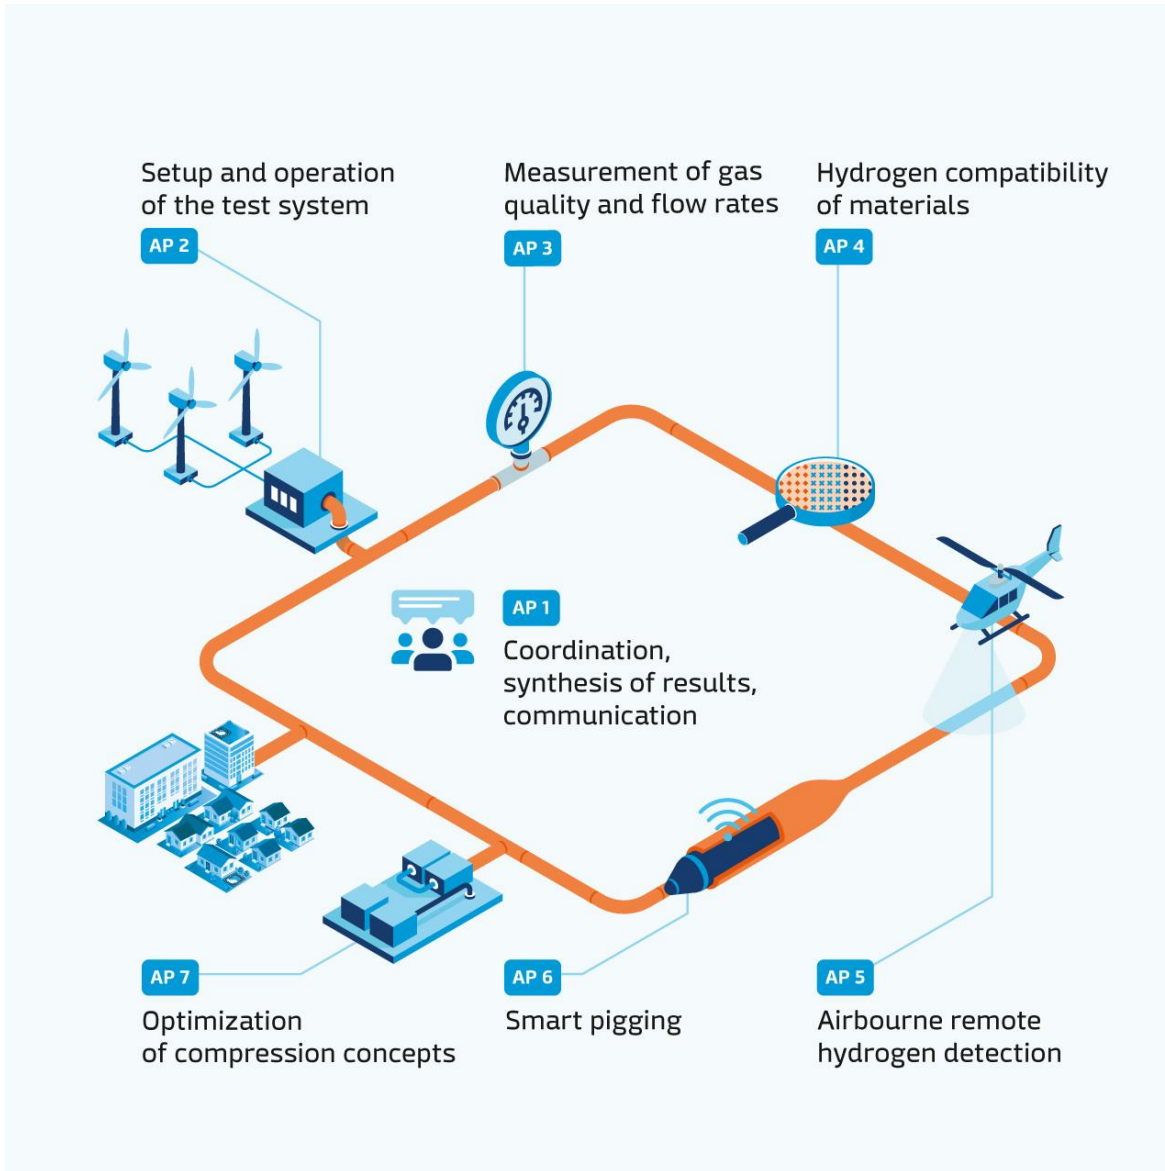 Setup and operation
of the test system
AP 2
Measurement of gas
quality and flow rates
AP 3
Hydrogen compatibility
of materials
AP 4
AP 1
Coordination,
synthesis of results,
communication
AP 7
Optimization
of compression concepts
AP 6
Smart pigging
AP 5
Airbourne remote
hydrogen detection